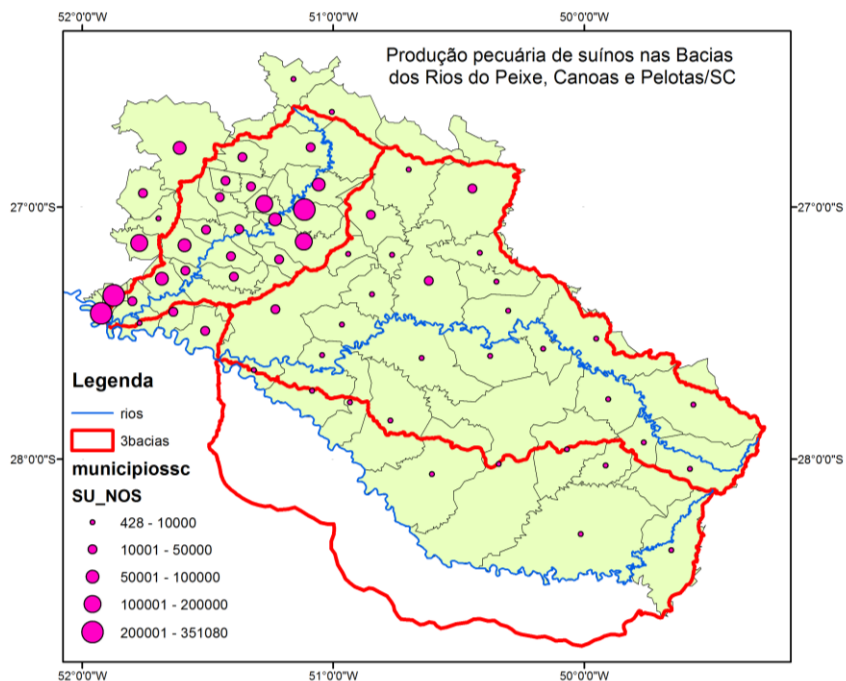 52°0'0"W 51°0'0"W 50°0'0"W
Produção pecuária de suínos nas Bacias
dos Rios do Peixe, Canoas e Pelotas/SC
27°0'0"S 27°0'0"S
Legenda
rios
3bacias
municipiossc
SU_NOS
428 - 10000
10001 - 50000
50001 - 100000
100001 - 200000
200001 - 351080
28°0'0"S 28°0'0"S
52°0'0"W 51°0'0"W 50°0'0"W